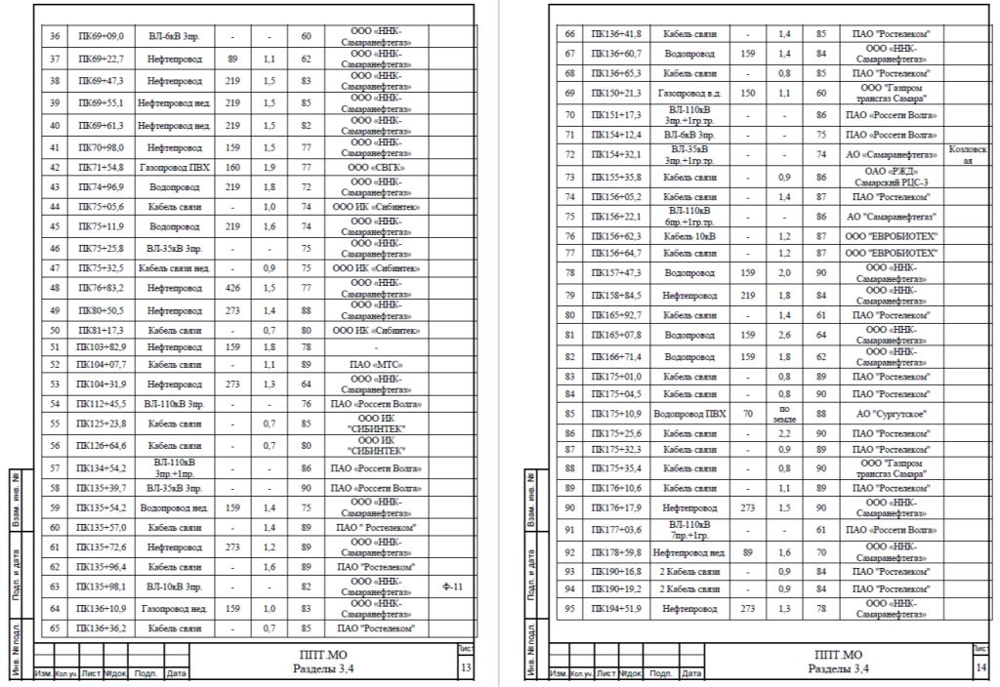 36 ПК69+09,0 ВЛ-6кВ 3пр. - - 60 ООО «ННК-Самаранефтегаз»
37 ПК69+22,7 Нефтепровод 89 1,1 62 ООО «ННК-Самаранефтегаз»
38 ПК69+47,3 Нефтепровод 219 1,5 83 ООО «ННК-Самаранефтегаз»
39 ПК69+55,1 Нефтепровод нед. 219 1,5 85 ООО «ННК-Самаранефтегаз»
40 ПК69+61,3 Нефтепровод нед. 219 1,5 82 ООО «ННК-Самаранефтегаз»
41 ПК70+98,0 Нефтепровод 159 1,5 77 ООО «ННК-Самаранефтегаз»
42 ПК71+54,8 Газопровод ПВХ 160 1,9 77 ООО «СВГК»
43 ПК74+96,9 Водопровод 219 1,8 72 ООО «ННК-Самаранефтегаз»
44 ПК75+05,6 Кабель связи - 1,0 74 ООО ИК «Сибинтек»
45 ПК75+11,9 Водопровод 219 1,6 74 ООО «ННК-Самаранефтегаз»
46 ПК75+25,8 ВЛ-35кВ 3пр. - - 75 ООО «ННК-Самаранефтегаз»
47 ПК75+32,5 Кабель связи нед. - 0,9 75 ООО ИК «Сибинтек»
48 ПК76+83,2 Нефтепровод 426 1,5 77 ООО «ННК-Самаранефтегаз»
49 ПК80+50,5 Нефтепровод 273 1,4 88 ООО «ННК-Самаранефтегаз»
50 ПК81+17,3 Кабель связи - 0,7 80 ООО ИК «Сибинтек»
51 ПК103+82,9 Нефтепровод 159 1,8 78 -
52 ПК104+07,7 Кабель связи - 1,1 89 ПАО «МТС»
53 ПК104+31,9 Нефтепровод 273 1,3 64 ООО «ННК-Самаранефтегаз»
54 ПК112+45,5 ВЛ-110кВ 3пр. - - 76 ПАО «Россети Волга»
55 ПК125+23,8 Кабель связи - 0,7 85 ООО ИК "СИБИНТЕК"
56 ПК126+64,6 Кабель связи - 0,7 80 ООО ИК "СИБИНТЕК"
57 ПК134+54,2 ВЛ-110кВ 3пр.+1пр. - - 86 ПАО «Россети Волга»
58 ПК135+39,7 ВЛ-35кВ 3пр. - - 90 ПАО «Россети Волга»
59 ПК135+54,2 Водопровод нед. 159 1,4 75 ООО «ННК-Самаранефтегаз»
60 ПК135+57,0 Кабель связи - 1,4 89 ПАО " Ростелеком"
61 ПК135+72,6 Нефтепровод 273 1,2 89 ООО «ННК-Самаранефтегаз»
62 ПК135+96,4 Кабель связи - 1,6 89 ПАО "Ростелеком"
63 ПК135+98,1 ВЛ-10кВ 3пр. - - 82 ООО «ННК-Самаранефтегаз» Ф-11
64 ПК136+10,9 Газопровод нед. 159 1,0 83 ООО «ННК-Самаранефтегаз»
65 ПК136+36,2 Кабель связи - 0,7 85 ПАО "Ростелеком"
Взам. инв. №
Подп. и дата
Инв. № подл.
Изм. Кол.уч. Лист №док. Подп. Дата
ППТ.МО
Разделы 3,4
Лист
13
66 ПК136+41,8 Кабель связи - 1,4 85 ПАО "Ростелеком"
67 ПК136+60,7 Водопровод 159 1,4 84 ООО «ННК-Самаранефтегаз»
68 ПК136+65,3 Кабель связи - 0,8 85 ПАО "Ростелеком"
69 ПК150+21,3 Газопровод в.д. 150 1,1 60 ООО "Газпром трансгаз Самара"
70 ПК151+17,3 ВЛ-110кВ 3пр.+1гр.тр. - - 86 ПАО «Россети Волга»
71 ПК154+12,4 ВЛ-6кВ 3пр. - - 75 ПАО «Россети Волга»
72 ПК154+32,1 ВЛ-35кВ 3пр.+1гр.тр. - - 74 АО «Самаранефтегаз» Козловская
73 ПК155+35,8 Кабель связи - 0,9 86 ОАО «РЖД» Самарский РЦС-3
74 ПК156+05,2 Кабель связи - 1,4 87 ПАО "Ростелеком"
75 ПК156+22,1 ВЛ-110кВ 6пр.+1гр.тр. - - 86 АО "Самаранефтегаз"
76 ПК156+62,3 Кабель 10кВ - 1,2 87 ООО "ЕВРОБИОТЕХ"
77 ПК156+64,7 Кабель связи - 1,2 87 ООО "ЕВРОБИОТЕХ"
78 ПК157+47,3 Водопровод 159 2,0 90 ООО «ННК-Самаранефтегаз»
79 ПК158+84,5 Нефтепровод 219 1,8 84 ООО «ННК-Самаранефтегаз»
80 ПК165+92,7 Кабель связи - 1,4 61 ПАО "Ростелеком"
81 ПК165+07,8 Водопровод 159 2,6 64 ООО «ННК-Самаранефтегаз»
82 ПК166+71,4 Водопровод 159 1,8 62 ООО «ННК-Самаранефтегаз»
83 ПК175+01,0 Кабель связи - 0,8 89 ПАО "Ростелеком"
84 ПК175+04,5 Кабель связи - 0,8 90 ПАО "Ростелеком"
85 ПК175+10,9 Водопровод ПВХ 70 по земле 88 АО "Сургутское"
86 ПК175+25,6 Кабель связи - 2,2 90 ПАО "Ростелеком"
87 ПК175+32,3 Кабель связи - 0,9 89 ПАО "Ростелеком"
88 ПК175+35,4 Кабель связи - 0,8 90 ООО "Газпром трансгаз Самара"
89 ПК176+10,6 Кабель связи - 1,1 89 ПАО "Ростелеком"
90 ПК176+17,9 Нефтепровод 273 1,5 90 ООО «ННК-Самаранефтегаз»
91 ПК177+03,6 ВЛ-110кВ 7пр.+1гр. - - 61 ПАО «Россети Волга»
92 ПК178+59,8 Нефтепровод нед. 89 1,6 70 ООО «ННК-Самаранефтегаз»
93 ПК190+16,8 2 Кабель связи - 0,9 84 ПАО "Ростелеком"
94 ПК190+19,2 2 Кабель связи - 0,9 84 ПАО "Ростелеком"
95 ПК194+51,9 Нефтепровод 273 1,3 78 ООО «ННК-Самаранефтегаз»
Взам. инв. №
Подп. и дата
Инв. № подл.
Изм. Кол.уч. Лист №док. Подп. Дата
ППТ.МО
Разделы 3,4
Лист
14